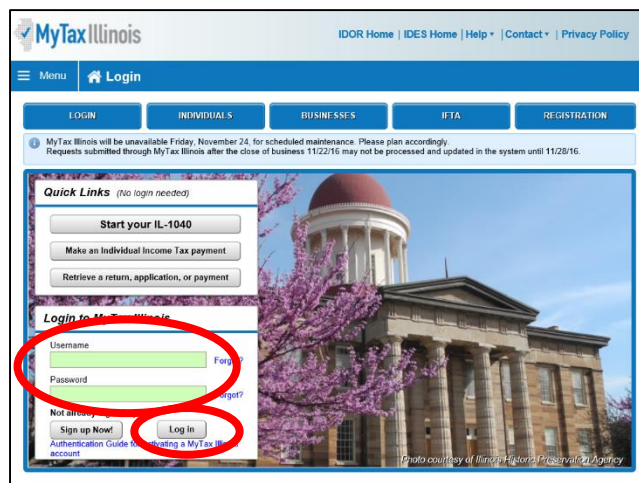 MyTax Illinois
IDOR Home | IDES Home | Help | Contact | Privacy Policy
Menu Login
LOGIN INDIVIDUALS BUSINESSES IFTA REGISTRATION
MyTax Illinois will be unavailable Friday, November 24, for scheduled maintenance. Please plan accordingly.
Requests submitted through MyTax Illinois after the close of business 11/22/16 may not be processed and updated in the system until 11/28/16.
Quick Links (No login needed)
Start your IL-1040
Make an Individual Income Tax payment
Retrieve a return, application, or payment
Login to MyTax Illinois
Username
Forgot?
Password
Forgot?
Not already
Sign up Now! Log in
Authentication Guide for activating a MyTax Illinois
account
Photo courtesy of Illinois Historic Preservation Agency